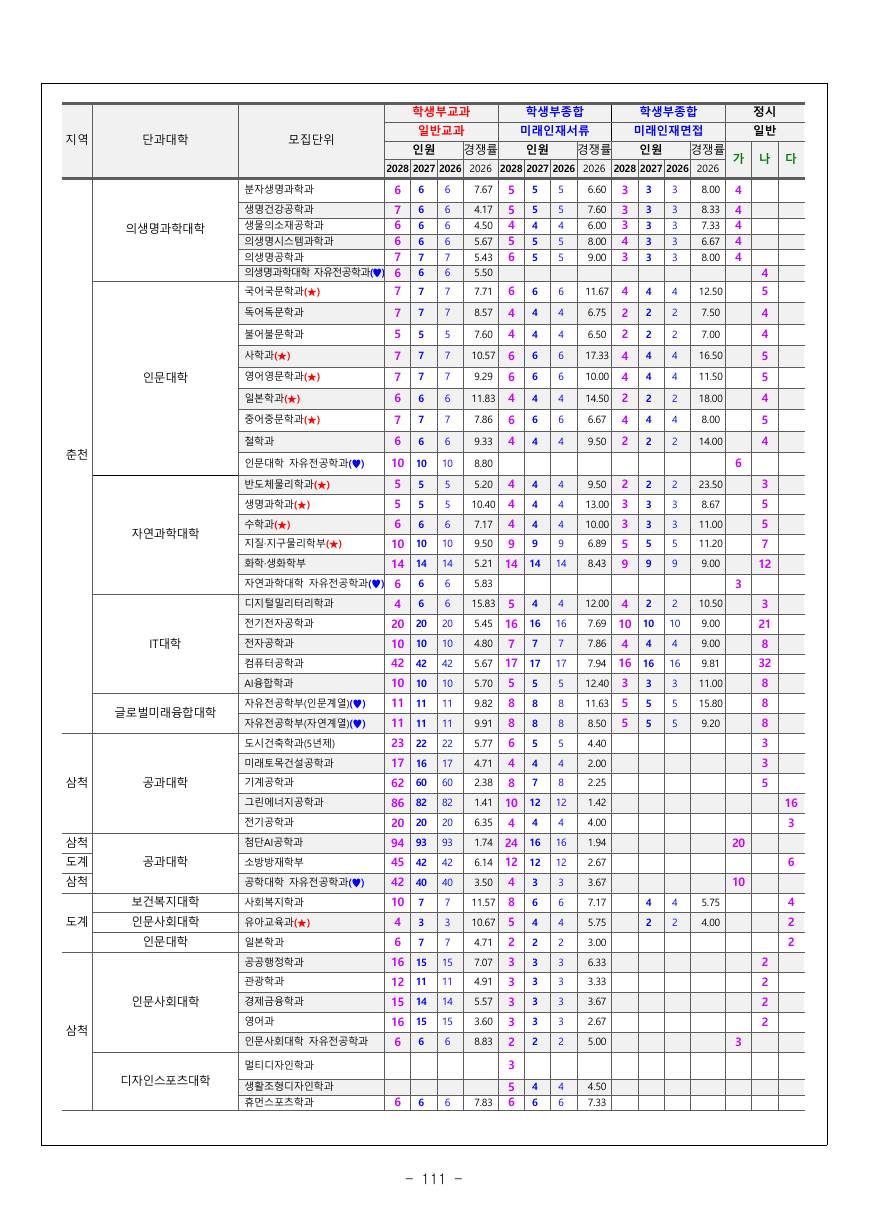 지역 단과대학 모집단위 학생부교과 학생부종합 학생부종합 정시
일반교과 미래인재서류 미래인재면접 일반
인원 경쟁률 인원 경쟁률 인원 경쟁률 가 나 다
2028 2027 2026 2026 2028 2027 2026 2026 2028 2027 2026 2026
춘천 의생명과학대학 분자생명과학과 6 6 6 7.67 5 5 5 6.60 3 3 3 8.00 4
생명건강공학과 7 6 6 4.17 5 5 5 7.60 3 3 3 8.33 4
생물의소재공학과 6 6 6 4.50 4 4 4 6.00 3 3 3 7.33 4
의생명시스템과학과 6 6 6 5.67 5 5 5 8.00 4 3 3 6.67 4
의생명공학과 7 7 7 5.43 6 5 5 9.00 3 3 3 8.00 4
의생명과학대학 자유전공학과(♥) 6 6 6 5.50 4
인문대학 국어국문학과(★) 7 7 7 7.71 6 6 6 11.67 4 4 4 12.50 5
독어독문학과 7 7 7 8.57 4 4 4 6.75 2 2 2 7.50 4
불어불문학과 5 5 5 7.60 4 4 4 6.50 2 2 2 7.00 4
사학과(★) 7 7 7 10.57 6 6 6 17.33 4 4 4 16.50 5
영어영문학과(★) 7 7 7 9.29 6 6 6 10.00 4 4 4 11.50 5
일본학과(★) 6 6 6 11.83 4 4 4 14.50 2 2 2 18.00 4
중어중문학과(★) 7 7 7 7.86 6 6 6 6.67 4 4 4 8.00 5
철학과 6 6 6 9.33 4 4 4 9.50 2 2 2 14.00 4
인문대학 자유전공학과(♥) 10 10 10 8.80 6
자연과학대학 반도체물리학과(★) 5 5 5 5.20 4 4 4 9.50 2 2 2 23.50 3
생명과학과(★) 5 5 5 10.40 4 4 4 13.00 3 3 3 8.67 5
수학과(★) 6 6 6 7.17 4 4 4 10.00 3 3 3 11.00 5
지질·지구물리학부(★) 10 10 10 9.50 9 9 9 6.89 5 5 5 11.20 7
화학·생화학부 14 14 14 5.21 14 14 14 8.43 9 9 9 9.00 12
자연과학대학 자유전공학과(♥) 6 6 6 5.83 3
IT대학 디지털밀리터리학과 4 6 6 15.83 5 4 4 12.00 4 2 2 10.50 3
전기전자공학과 20 20 20 5.45 16 16 16 7.69 10 10 10 9.00 21
전자공학과 10 10 10 4.80 7 7 7 7.86 4 4 4 9.00 8
컴퓨터공학과 42 42 42 5.67 17 17 17 7.94 16 16 16 9.81 32
AI융합학과 10 10 10 5.70 5 5 5 12.40 3 3 3 11.00 8
글로벌미래융합대학 자유전공학부(인문계열)(♥) 11 11 11 9.82 8 8 8 11.63 5 5 5 15.80 8
자유전공학부(자연계열)(♥) 11 11 11 9.91 8 8 8 8.50 5 5 5 9.20 8
삼척 공과대학 도시건축학과(5년제) 23 22 22 5.77 6 5 5 4.40 3
미래토목건설공학과 17 16 17 4.71 4 4 4 2.00 3
기계공학과 62 60 60 2.38 8 7 8 2.25 5
그린에너지공학과 86 82 82 1.41 10 12 12 1.42 16
전기공학과 20 20 20 6.35 4 4 4 4.00 3
삼척 공과대학 첨단AI공학과 94 93 93 1.74 24 16 16 1.94 20
도계 소방방재학부 45 42 42 6.14 12 12 12 2.67 6
삼척 공학대학 자유전공학과(♥) 42 40 40 3.50 4 3 3 3.67 10
도계 보건복지대학 사회복지학과 10 7 7 11.57 8 6 6 7.17 4 4 5.75 4
인문사회대학 유아교육과(★) 4 3 3 10.67 5 4 4 5.75 2 2 4.00 2
인문대학 일본학과 6 7 7 4.71 2 2 2 3.00 2
삼척 인문사회대학 공공행정학과 16 15 15 7.07 3 3 3 6.33 2
관광학과 12 11 11 4.91 3 3 3 3.33 2
경제금융학과 15 14 14 5.57 3 3 3 3.67 2
영어과 16 15 15 3.60 3 3 3 2.67 2
인문사회대학 자유전공학과 6 6 6 8.83 2 2 2 5.00 3
디자인스포츠대학 멀티디자인학과 3
생활조형디자인학과 5 4 4 4.50
휴먼스포츠학과 6 6 6 7.83 6 6 6 7.33
- 111 -